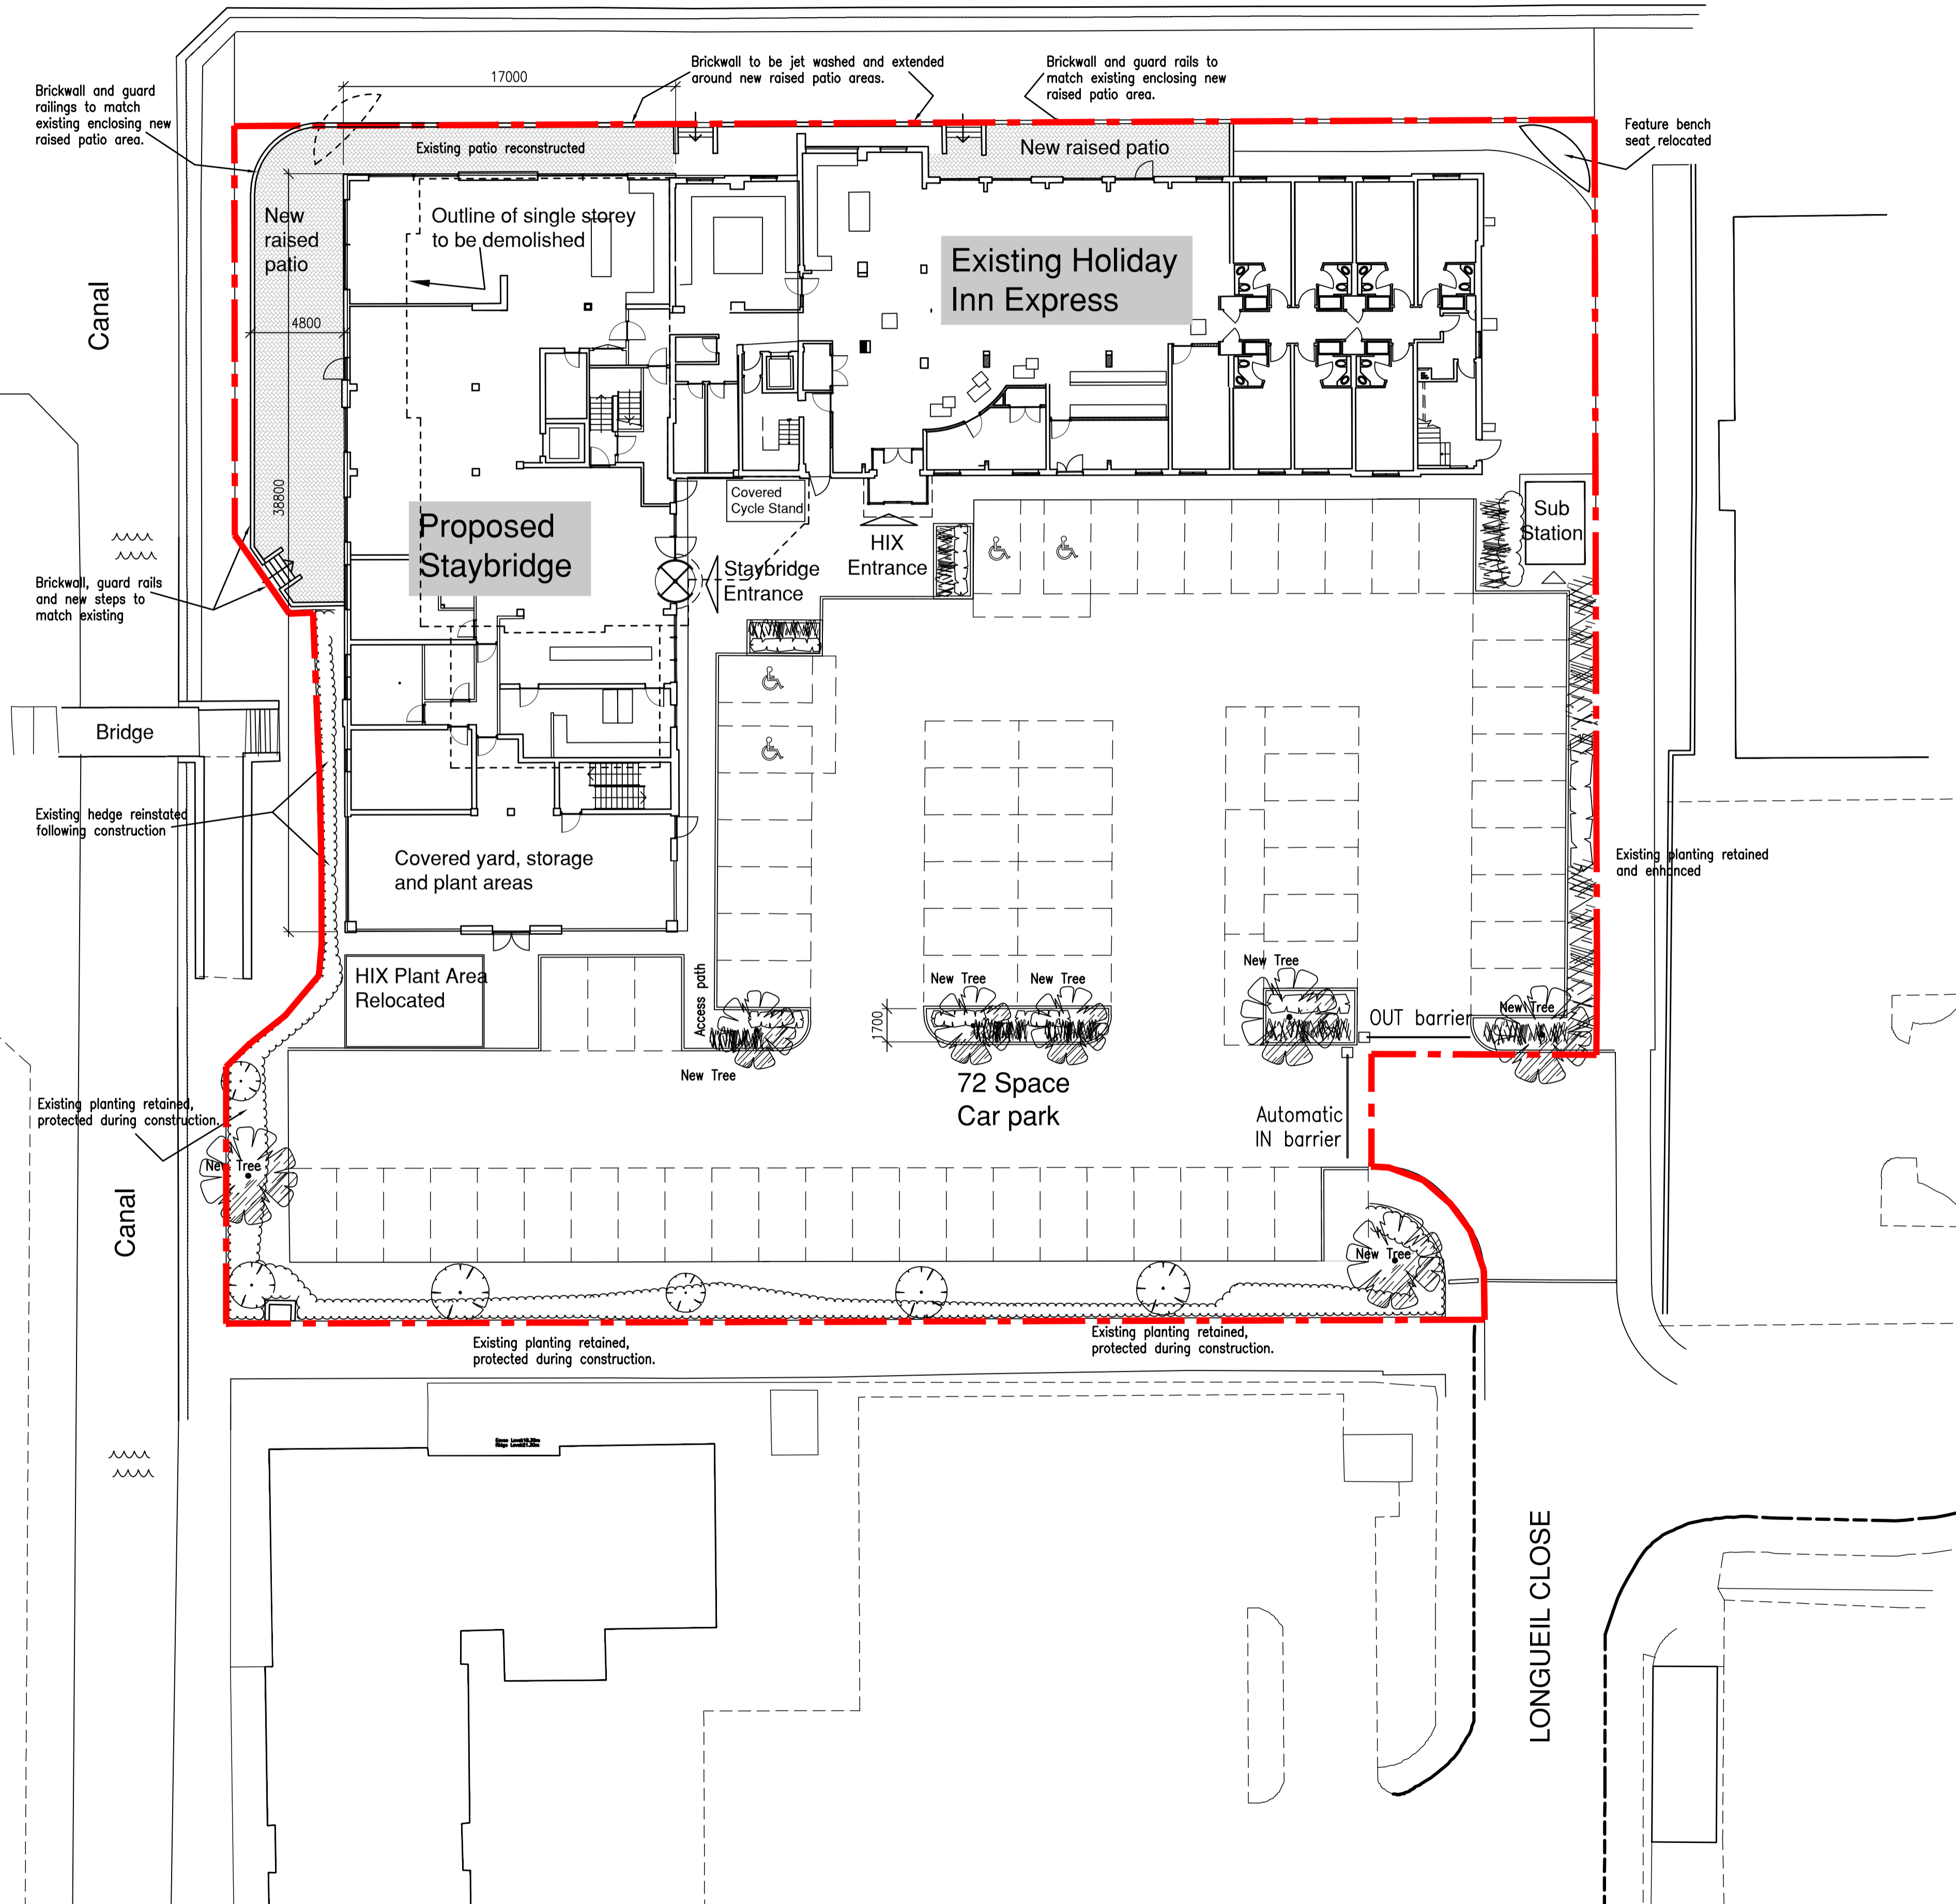 17000
Brickwall to be jet washed and extended
around new raised patio areas.
Brickwall and guard rails to
match existing enclosing new
raised patio area.
Brickwall and guard
railings to match
existing enclosing new
raised patio area.
Feature bench
seat relocated
Existing patio reconstructed
New raised patio
New
raised
patio
Outline of single storey
to be demolished
Existing Holiday
Inn Express
Canal
4800
38800
Covered
Cycle Stand
Sub
Station
Proposed
Staybridge
HIX
Entrance
Staybridge
Entrance
Brickwall, guard rails
and new steps to
match existing
Bridge
Existing hedge reinstated
following construction
Covered yard, storage
and plant areas
Existing planting retained
and enhanced
HIX Plant Area
Relocated
Access path
New Tree
New Tree
New Tree
New Tree
1700
OUT barrier
New Tree
72 Space
Car park
Automatic
IN barrier
Existing planting retained,
protected during construction.
New Tree
Canal
New Tree
Existing planting retained,
protected during construction.
Existing planting retained,
protected during construction.
Eaves Level:18.30m
Ridge Level:21.30m
LONGUEIL CLOSE